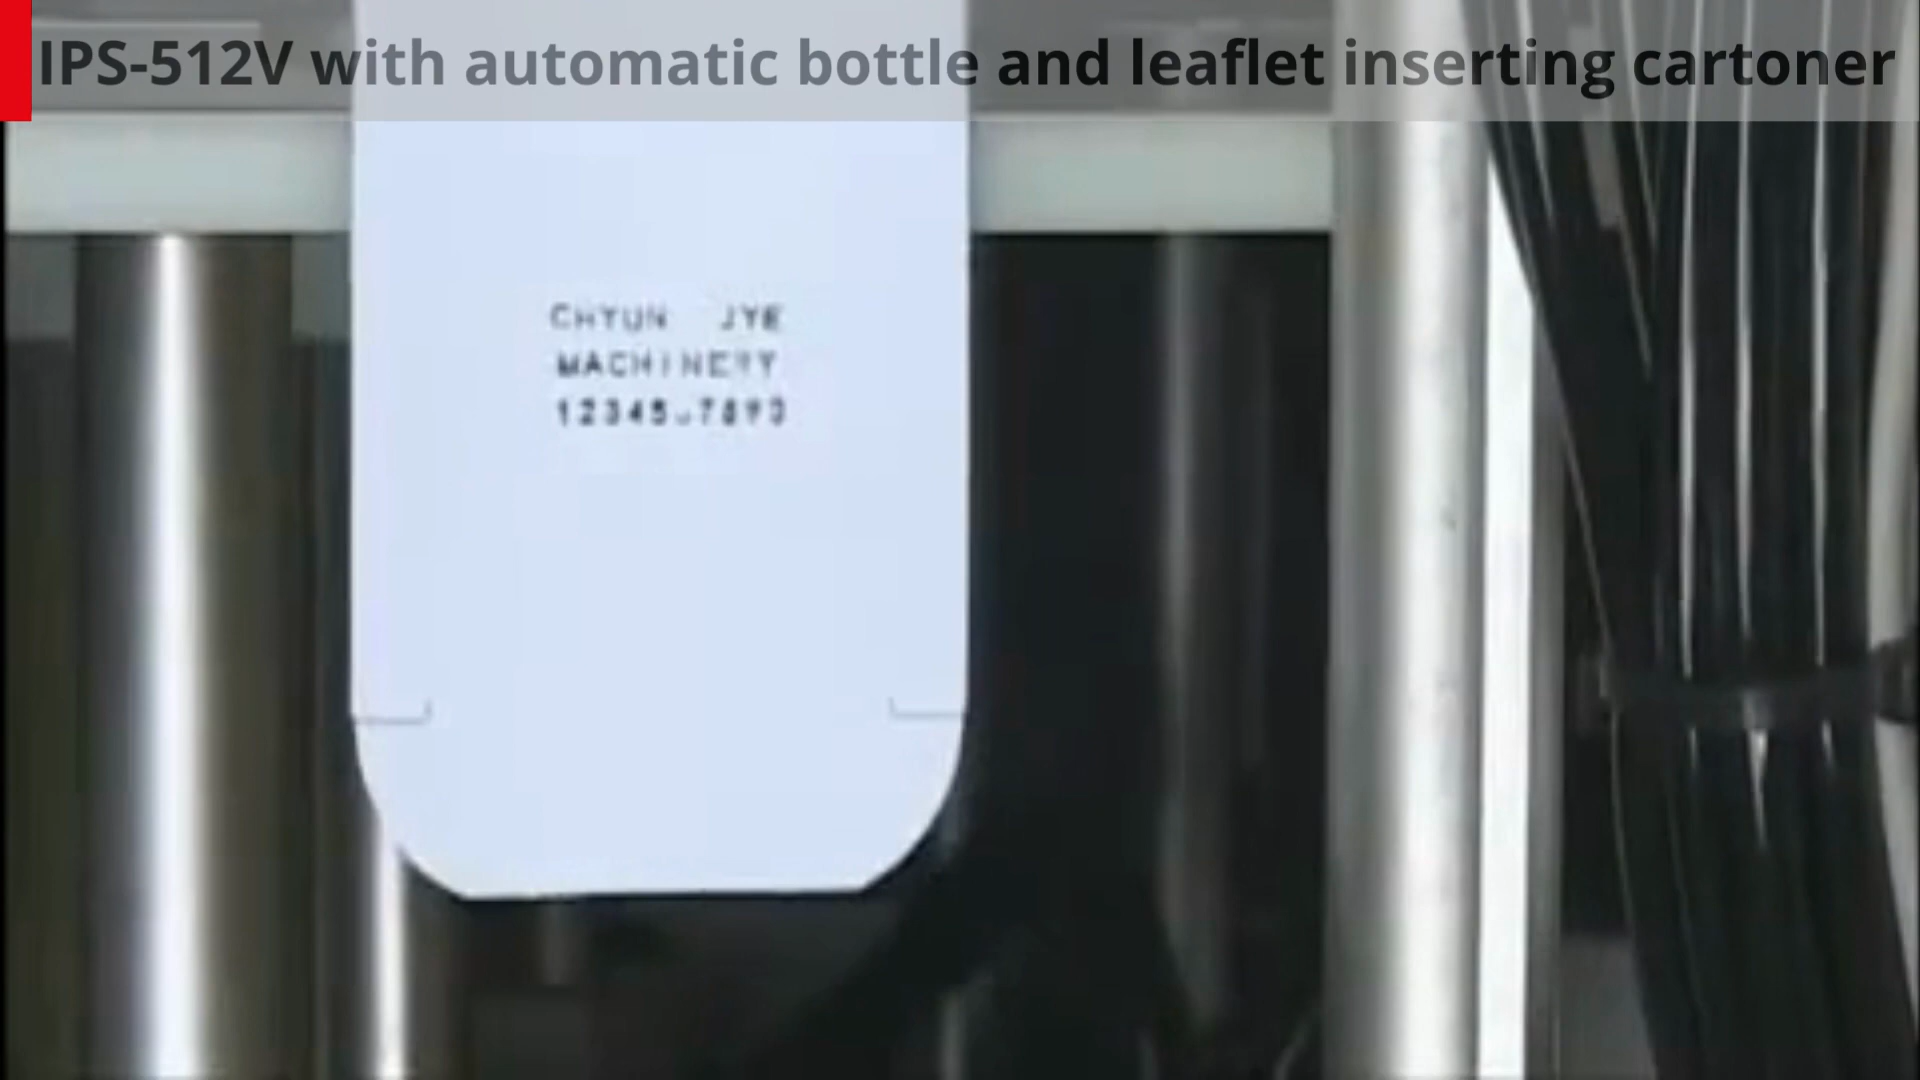 IPS-512V with automatic bottle and leaflet inserting cartoner
CHYUN JYE
MACHINERY